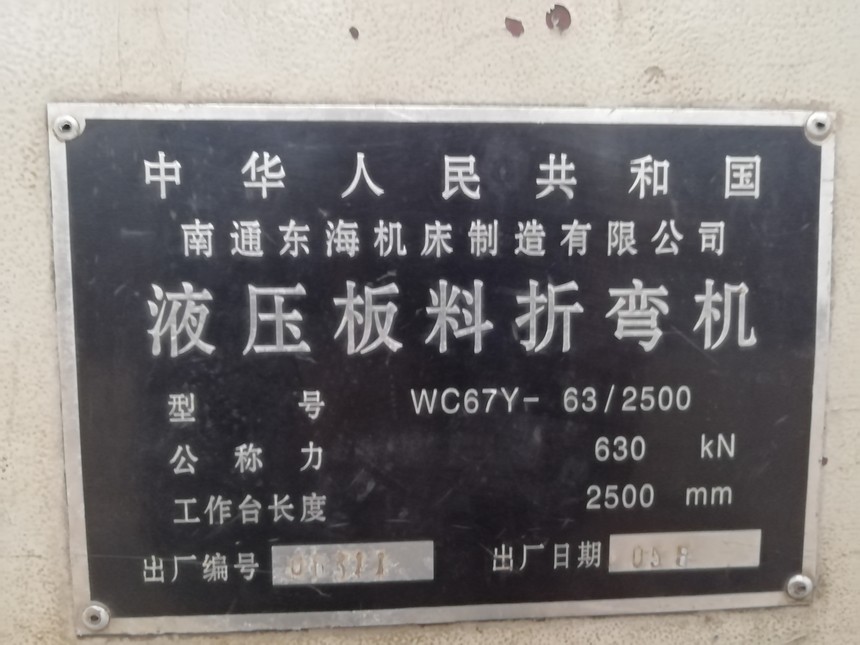 中华人民共和国
南通东海机床制造有限公司
液压板料折弯机
型号 WC67Y- 63/2500
公称力 630 kN
工作台长度 2500 mm
出厂编号 出厂日期